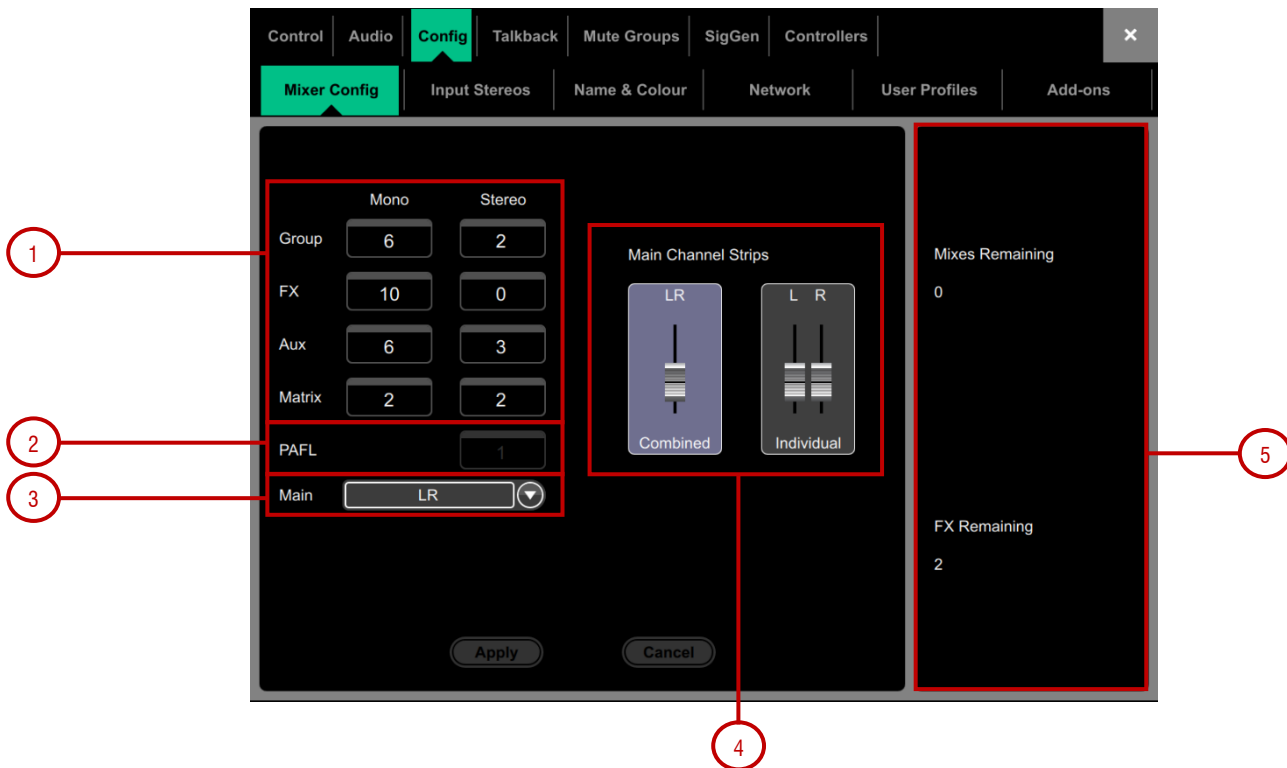 Control Audio Config Talkback Mute Groups SigGen Controllers ×
Mixer Config Input Stereos Name & Colour Network User Profiles Add-ons
Mono Stereo
Group 6 2
FX 10 0
Aux 6 3
Matrix 2 2
PAFL 1
Main LR
Main Channel Strips
LR L R
Combined Individual
Apply Cancel
Mixes Remaining
0
FX Remaining
2
1
2
3
4
5